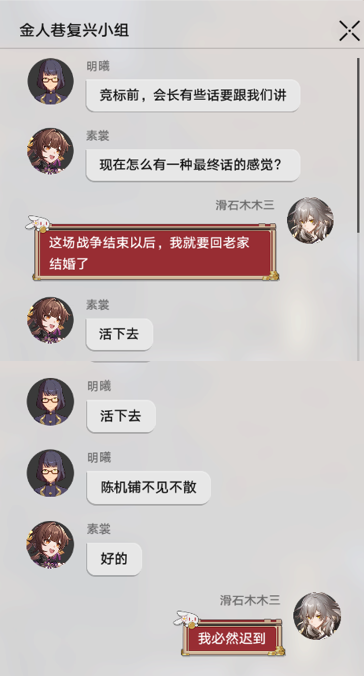 金人巷复兴小组
明曦
竞标前，会长有些话要跟我们讲
素裳
现在怎么有一种最终话的感觉？
滑石木木三
这场战争结束以后，我就要回老家
结婚了
素裳
活下去
明曦
活下去
明曦
陈机铺不见不散
素裳
好的
滑石木木三
我必然迟到